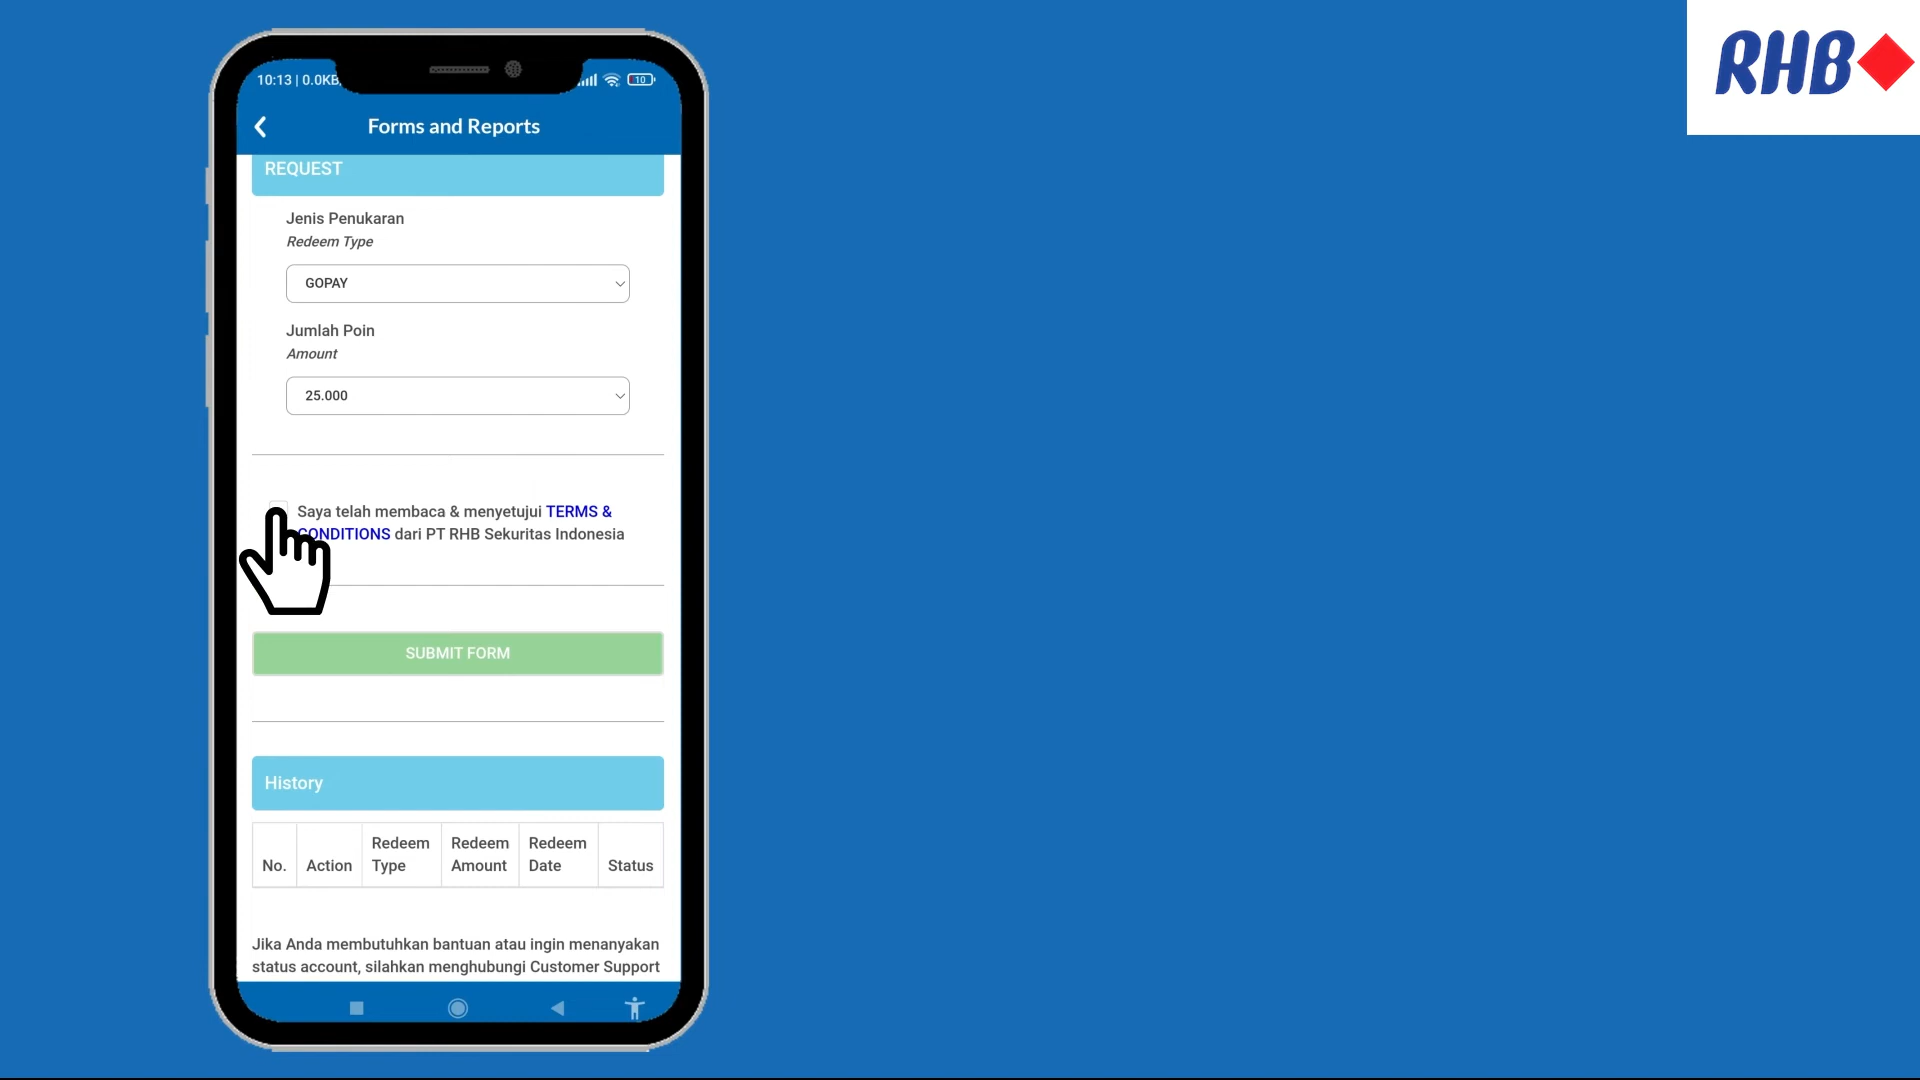 RHB
10:13 | 0.0KB
10
Forms and Reports
REQUEST
Jenis Penukaran
Redeem Type
GOPAY
Jumlah Poin
Amount
25.000
Saya telah membaca & menyetujui TERMS &
CONDITIONS dari PT RHB Sekuritas Indonesia
SUBMIT FORM
History
No.
Action
Redeem Type
Redeem Amount
Redeem Date
Status
Jika Anda membutuhkan bantuan atau ingin menanyakan
status account, silahkan menghubungi Customer Support